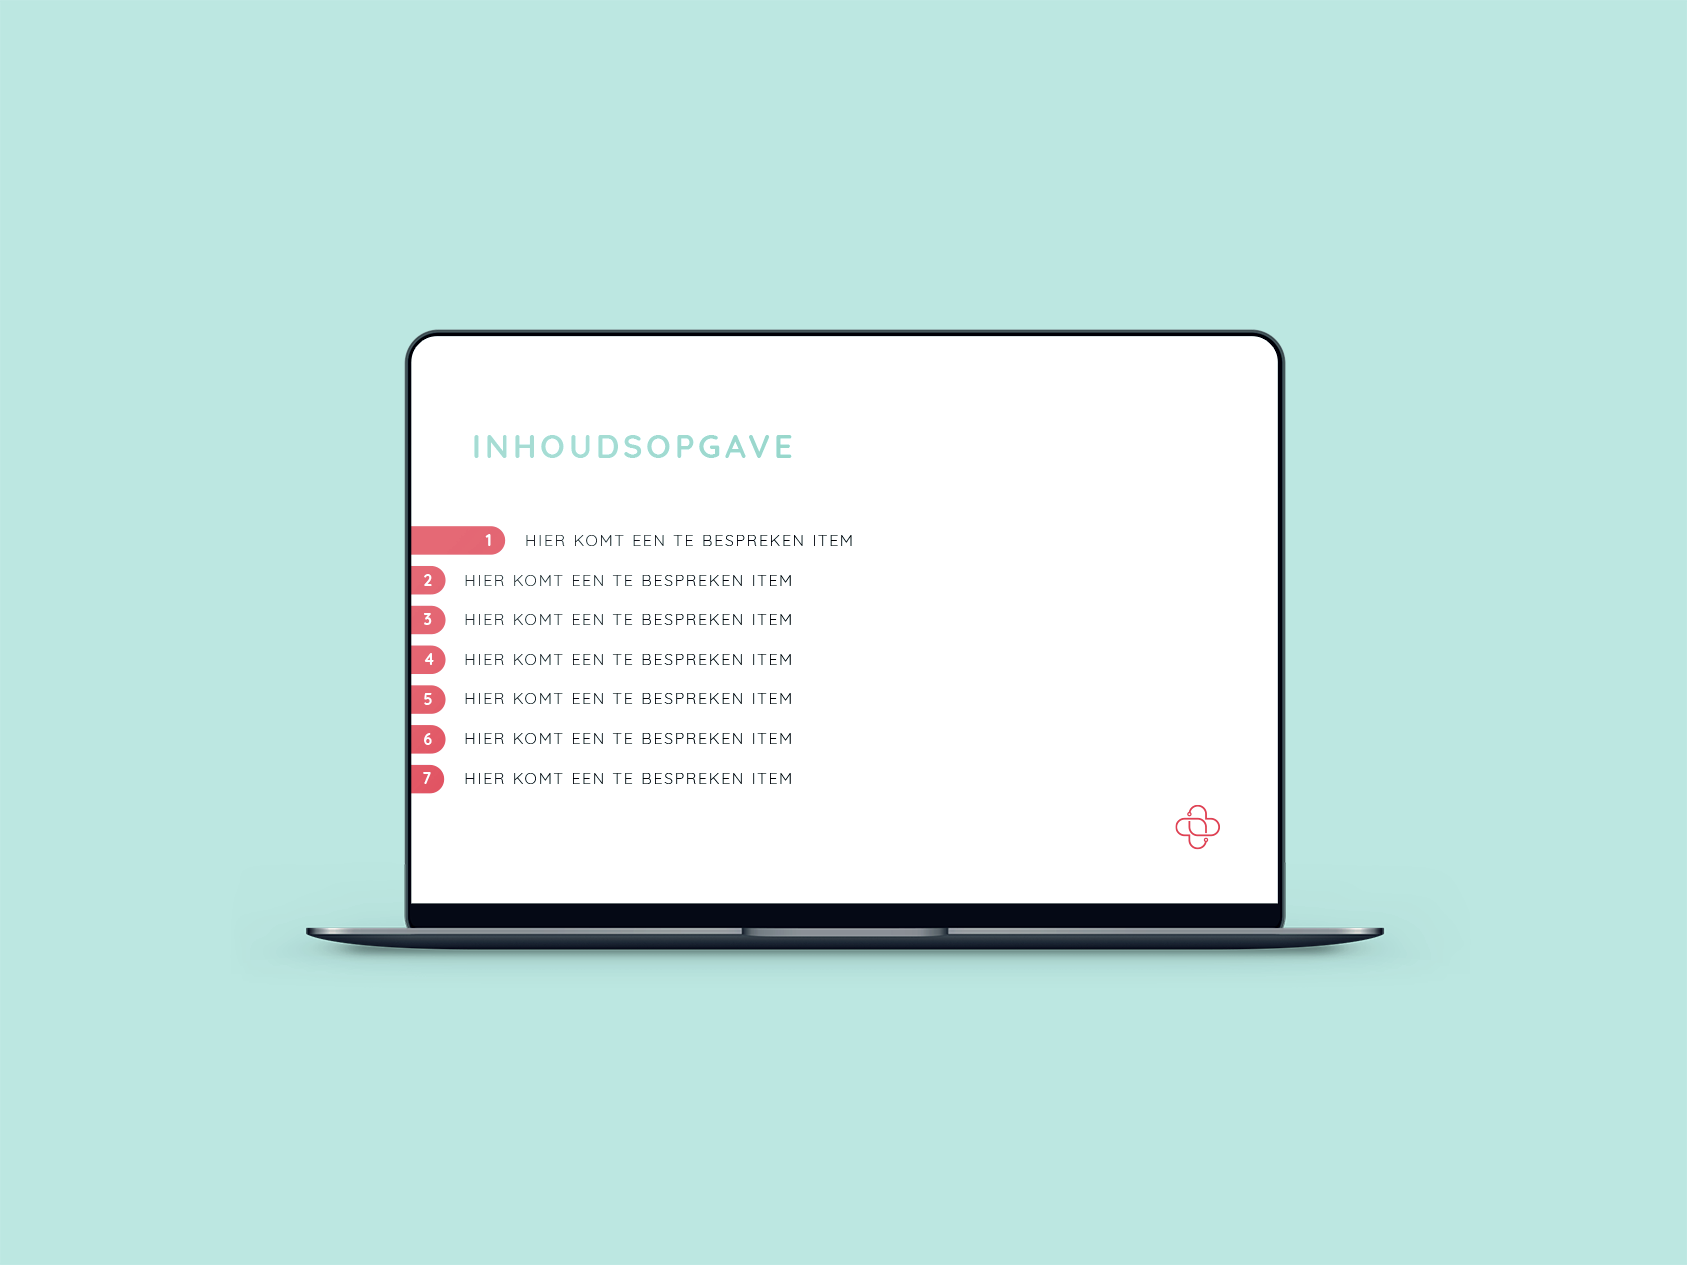 INHOUDSOPGAVE
1 HIER KOMT EEN TE BESPREKEN ITEM
2 HIER KOMT EEN TE BESPREKEN ITEM
3 HIER KOMT EEN TE BESPREKEN ITEM
4 HIER KOMT EEN TE BESPREKEN ITEM
5 HIER KOMT EEN TE BESPREKEN ITEM
6 HIER KOMT EEN TE BESPREKEN ITEM
7 HIER KOMT EEN TE BESPREKEN ITEM